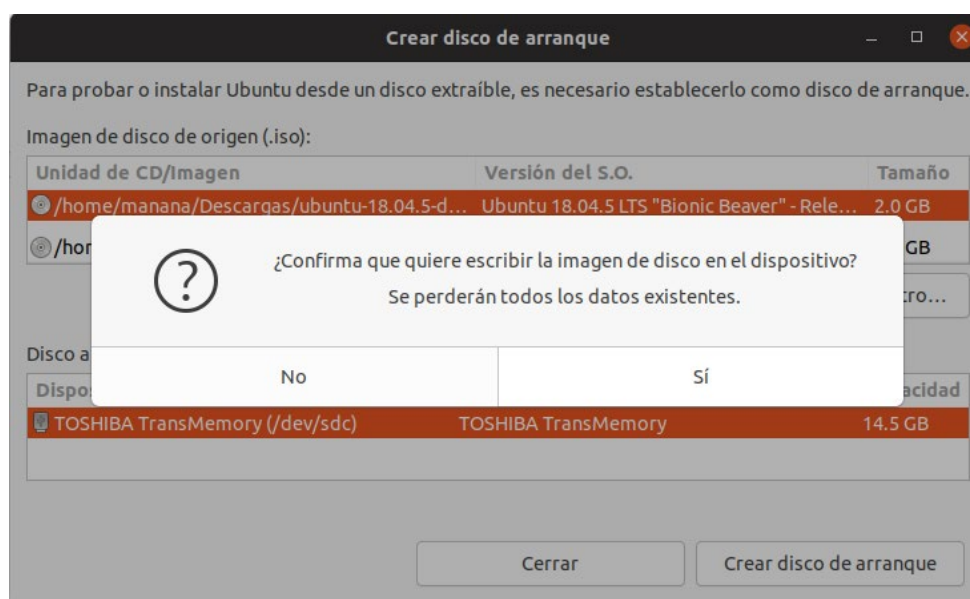 Crear disco de arranque
Para probar o instalar Ubuntu desde un disco extraíble, es necesario establecerlo como disco de arranque.
Imagen de disco de origen (.iso):
Unidad de CD/Imagen Versión del S.O. Tamaño
/home/manana/Descargas/ubuntu-18.04.5-d... Ubuntu 18.04.5 LTS "Bionic Beaver" - Rele... 2.0 GB
/hor GB
¿Confirma que quiere escribir la imagen de disco en el dispositivo?
Se perderán todos los datos existentes.
tro...
Disco a
No Sí
Dispo acidad
TOSHIBA TransMemory (/dev/sdc) TOSHIBA TransMemory 14.5 GB
Cerrar Crear disco de arranque